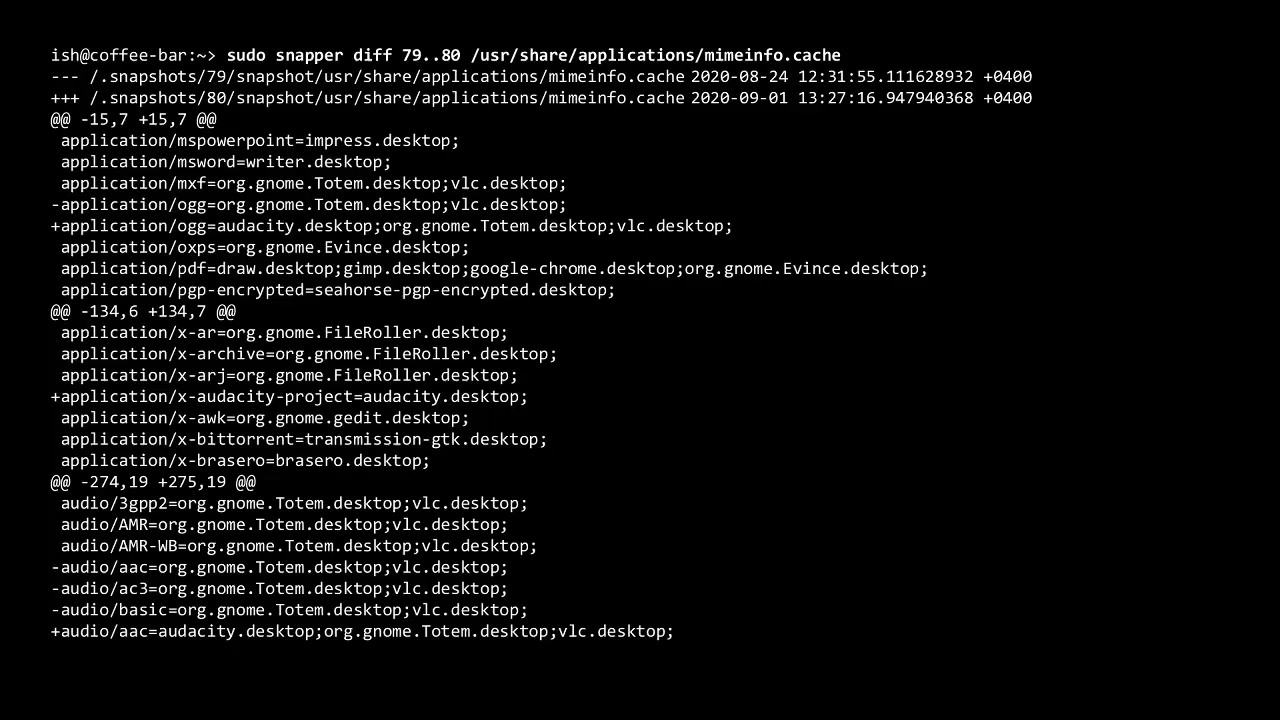 ish@coffee-bar:~> sudo snapper diff 79..80 /usr/share/applications/mimeinfo.cache
--- /.snapshots/79/snapshot/usr/share/applications/mimeinfo.cache 2020-08-24 12:31:55.111628932 +0400
+++ /.snapshots/80/snapshot/usr/share/applications/mimeinfo.cache 2020-09-01 13:27:16.947940368 +0400
@@ -15,7 +15,7 @@
 application/mspowerpoint=impress.desktop;
 application/msword=writer.desktop;
 application/mxf=org.gnome.Totem.desktop;vlc.desktop;
-application/ogg=org.gnome.Totem.desktop;vlc.desktop;
+application/ogg=audacity.desktop;org.gnome.Totem.desktop;vlc.desktop;
 application/oxps=org.gnome.Evince.desktop;
 application/pdf=draw.desktop;gimp.desktop;google-chrome.desktop;org.gnome.Evince.desktop;
 application/pgp-encrypted=seahorse-pgp-encrypted.desktop;
@@ -134,6 +134,7 @@
 application/x-ar=org.gnome.FileRoller.desktop;
 application/x-archive=org.gnome.FileRoller.desktop;
 application/x-arj=org.gnome.FileRoller.desktop;
+application/x-audacity-project=audacity.desktop;
 application/x-awk=org.gnome.gedit.desktop;
 application/x-bittorrent=transmission-gtk.desktop;
 application/x-brasero=brasero.desktop;
@@ -274,19 +275,19 @@
 audio/3gpp2=org.gnome.Totem.desktop;vlc.desktop;
 audio/AMR=org.gnome.Totem.desktop;vlc.desktop;
 audio/AMR-WB=org.gnome.Totem.desktop;vlc.desktop;
-audio/aac=org.gnome.Totem.desktop;vlc.desktop;
-audio/ac3=org.gnome.Totem.desktop;vlc.desktop;
-audio/basic=org.gnome.Totem.desktop;vlc.desktop;
+audio/aac=audacity.desktop;org.gnome.Totem.desktop;vlc.desktop;